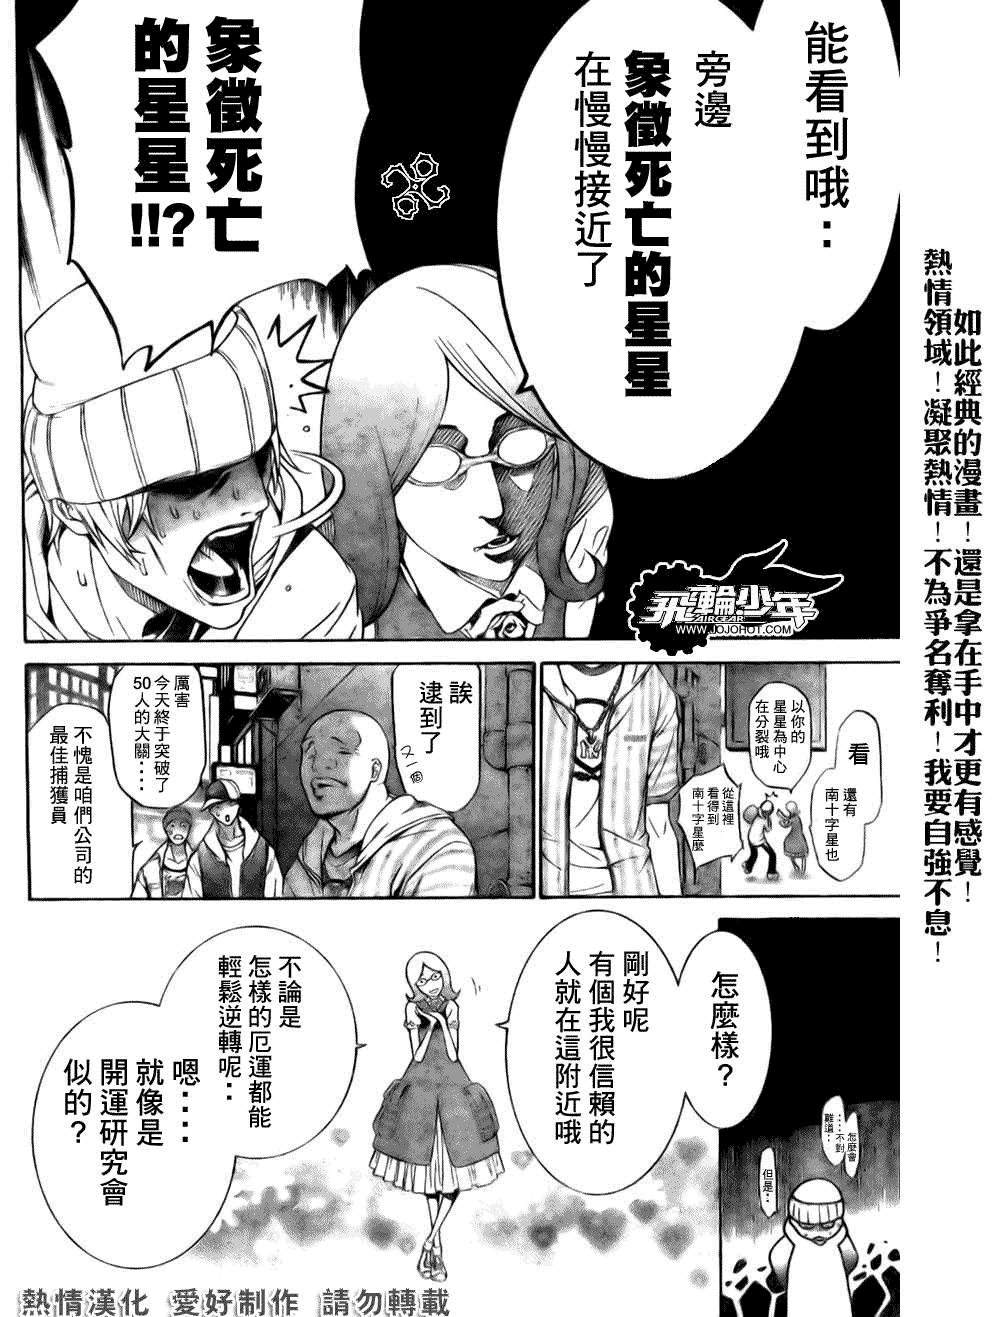 能看到哦：
旁邊
象徵死亡的星星
在慢慢接近了
象徵死亡
的星星!!?
飛輪少年
AIRGEAR
WWW.JOJOHOT.COM
看
還有
南十字星也
以你的
星星為中心
在分裂哦
從這裡
看得到
南十字星麼
誒
逮到了
又一個
厲害
今天終于突破了
50人的大關・・・
不愧是咱們公司的
最佳捕獲員
怎麼樣？
剛好呢
有個我很信賴的
人就在這附近哦
不論是
怎樣的厄運都能
輕鬆逆轉呢：
嗯・・・・
就像是
開運研究會
似的？
怎麼會
・・・・不對
難道：
但是：
如此經典的漫畫！還是拿在手中才更有感覺！
熱情領域！凝聚熱情！不為爭名奪利！我要自強不息！
熱情漢化 愛好制作 請勿轉載